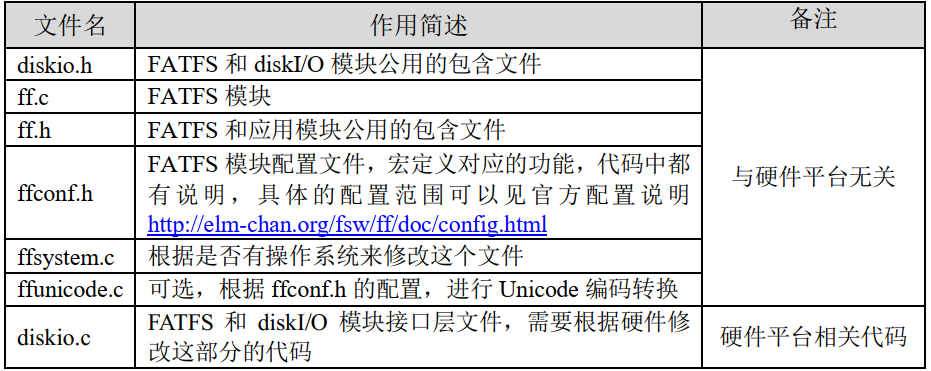 文件名 作用简述 备注
diskio.h FATFS 和 diskI/O 模块公用的包含文件
ff.c FATFS 模块
ff.h FATFS 和应用模块公用的包含文件
ffconf.h FATFS 模块配置文件，宏定义对应的功能，代码中都
有说明，具体的配置范围可以见官方配置说明
http://elm-chan.org/fsw/ff/doc/config.html
与硬件平台无关
ffsystem.c 根据是否有操作系统来修改这个文件
ffunicode.c 可选，根据 ffconf.h 的配置，进行 Unicode 编码转换
diskio.c FATFS 和 diskI/O 模块接口层文件，需要根据硬件修
改这部分的代码
硬件平台相关代码